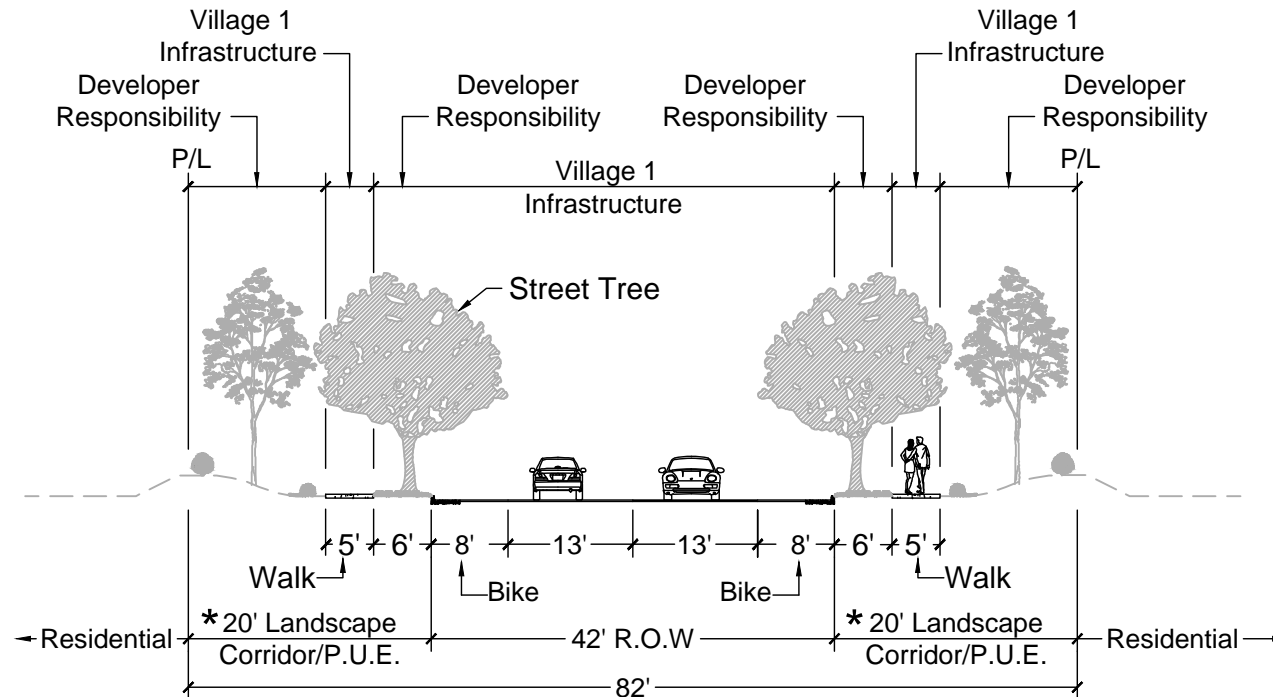 Village 1
Infrastructure
Village 1
Infrastructure
Developer
Responsibility
Developer
Responsibility
Developer
Responsibility
Developer
Responsibility
P/L
P/L
Village 1
Infrastructure
Street Tree
5' 6' 8' 13' 13' 8' 6' 5'
Walk Bike Bike Walk
Residential
* 20' Landscape
Corridor/P.U.E.
42' R.O.W
* 20' Landscape
Corridor/P.U.E.
Residential
82'